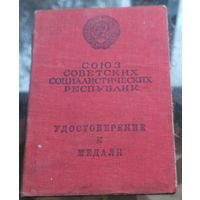 СОЮЗ
СОВЕТСКИХ
СОЦИАЛИСТИЧЕСКИХ
РЕСПУБЛИК
УДОСТОВЕРЕНИЕ
К
МЕДАЛИ